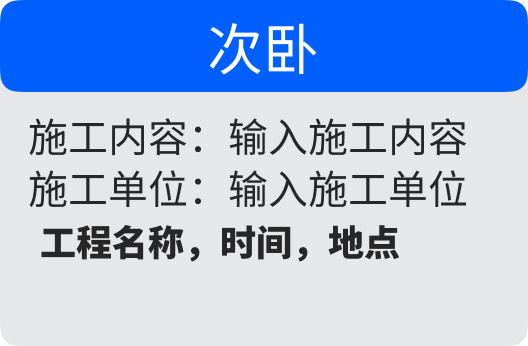 次卧
施工内容：输入施工内容
施工单位：输入施工单位
工程名称，时间，地点